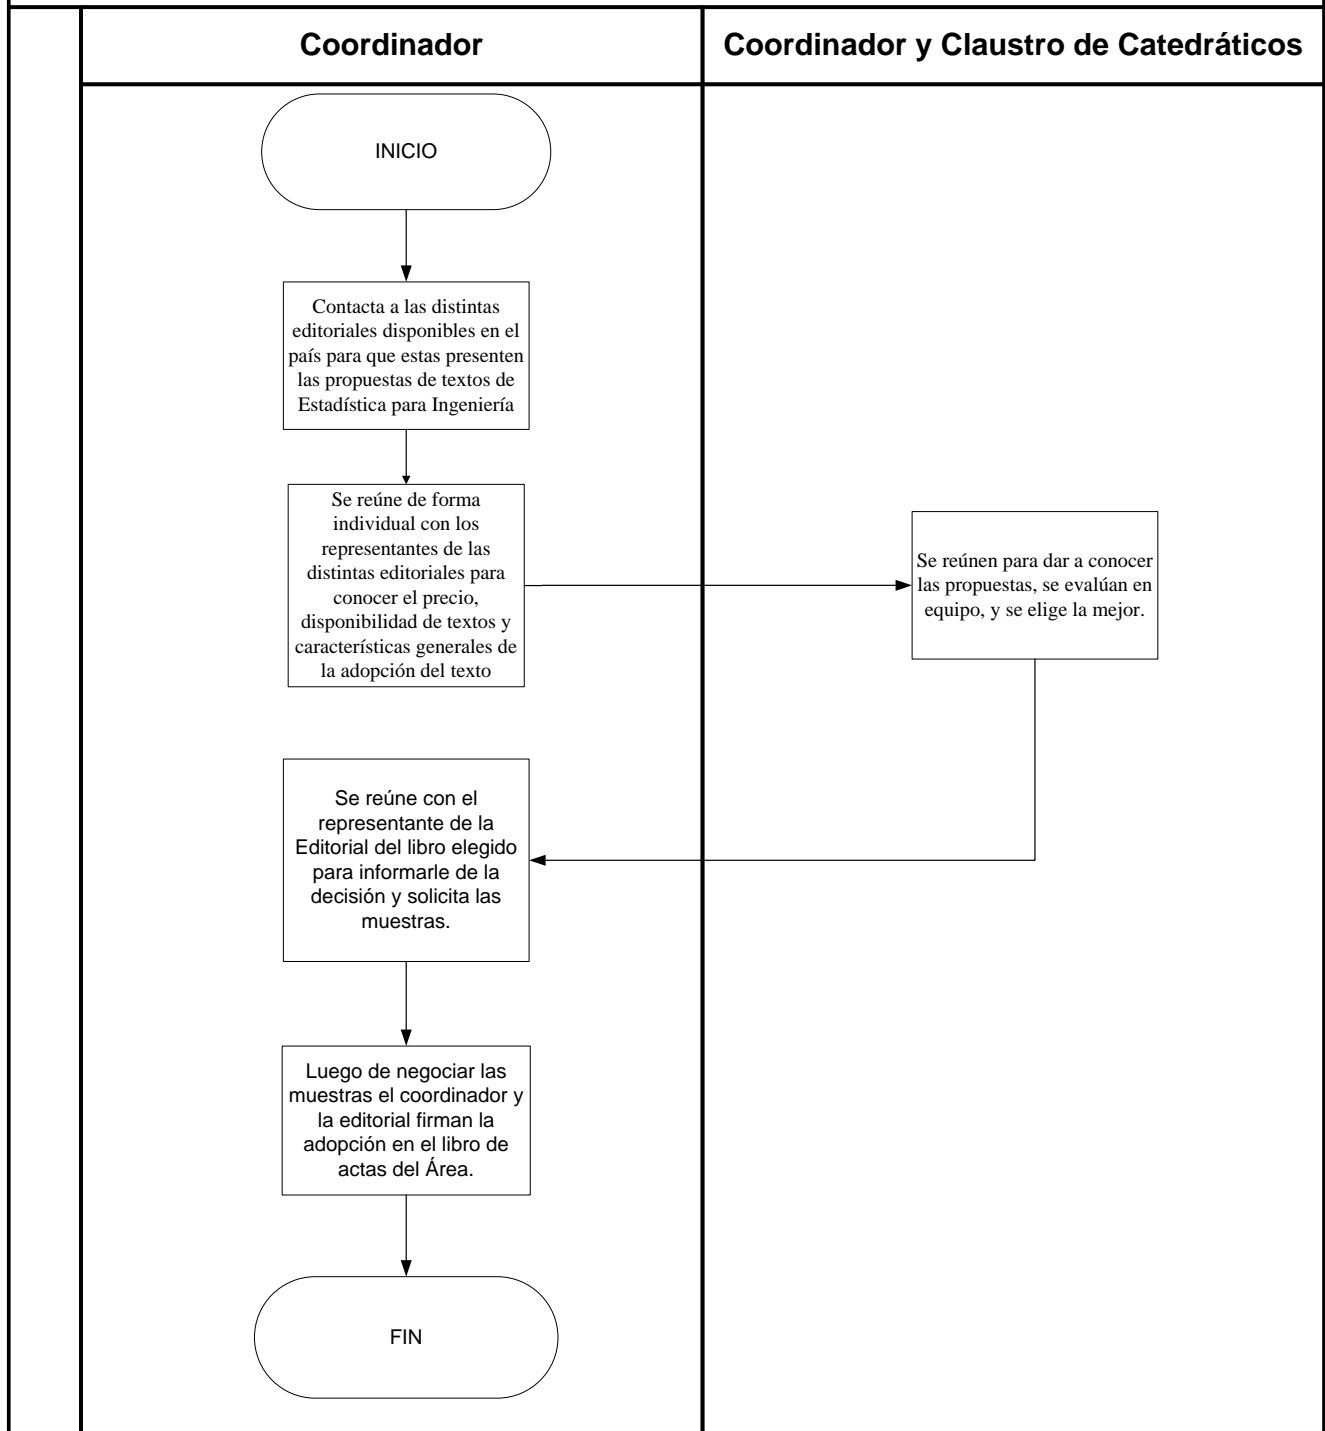 Coordinador
Coordinador y Claustro de Catedráticos
INICIO
Contacta a las distintas
editoriales disponibles en el
país para que estas presenten
las propuestas de textos de
Estadística para Ingeniería
Se reúne de forma
individual con los
representantes de las
distintas editoriales para
conocer el precio,
disponibilidad de textos y
características generales de
la adopción del texto
Se reúnen para dar a conocer
las propuestas, se evalúan en
equipo, y se elige la mejor.
Se reúne con el
representante de la
Editorial del libro elegido
para informarle de la
decisión y solicita las
muestras.
Luego de negociar las
muestras el coordinador y
la editorial firman la
adopción en el libro de
actas del Área.
FIN